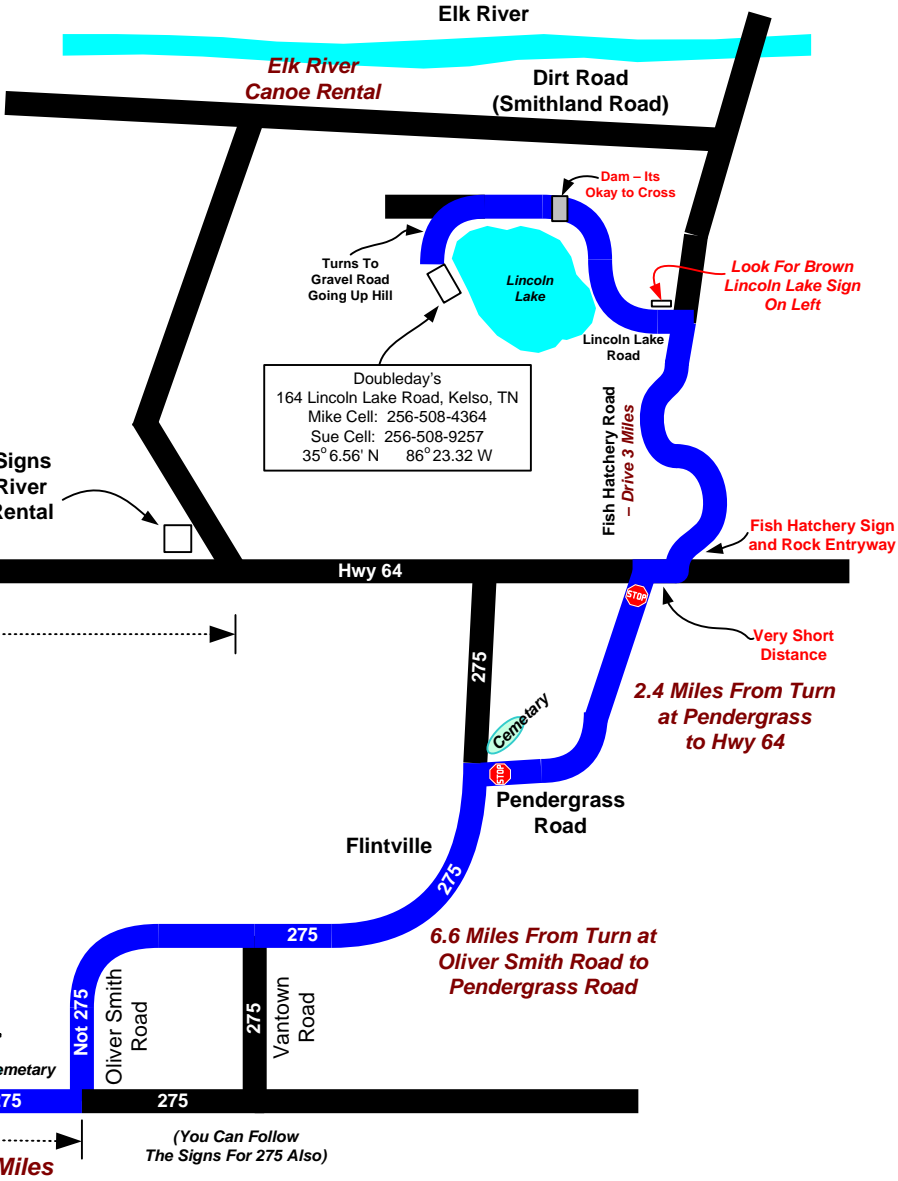 Elk River
Elk River
Canoe Rental
Dirt Road
(Smithland Road)
Dam – Its
Okay to Cross
Turns To
Gravel Road
Going Up Hill
Lincoln
Lake
Look For Brown
Lincoln Lake Sign
On Left
Lincoln Lake
Road
Doubleday's
164 Lincoln Lake Road, Kelso, TN
Mike Cell: 256-508-4364
Sue Cell: 256-508-9257
35° 6.56' N 86° 23.32 W
Fish Hatchery Road
– Drive 3 Miles
Signs
River
Rental
Fish Hatchery Sign
and Rock Entryway
Hwy 64
STOP
Very Short
Distance
275
2.4 Miles From Turn
at Pendergrass
to Hwy 64
Cemetary
STOP
Pendergrass
Road
Flintville
275
275
6.6 Miles From Turn at
Oliver Smith Road to
Pendergrass Road
Not 275
Oliver Smith
Road
275
Vantown
Road
emetary
275
275
(You Can Follow
The Signs For 275 Also)
Miles